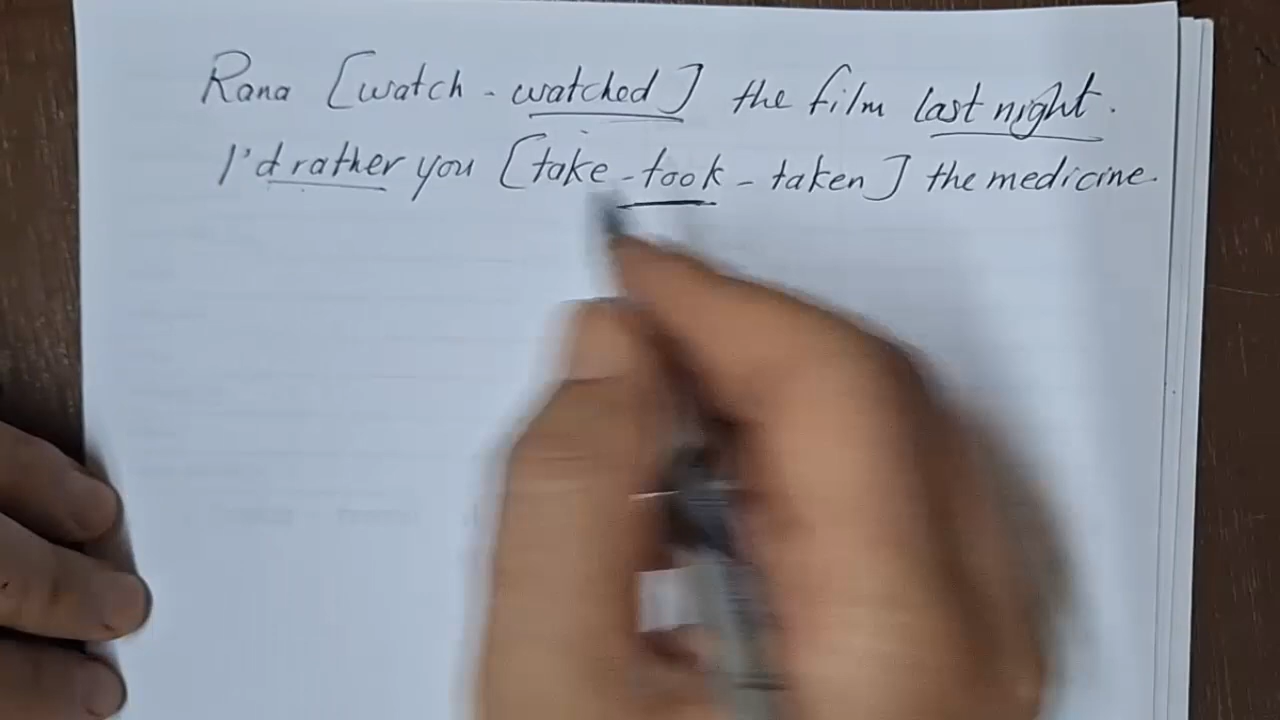 Rana [watch - watched] the film last night.
I'd rather you [take - took - taken] the medicine.